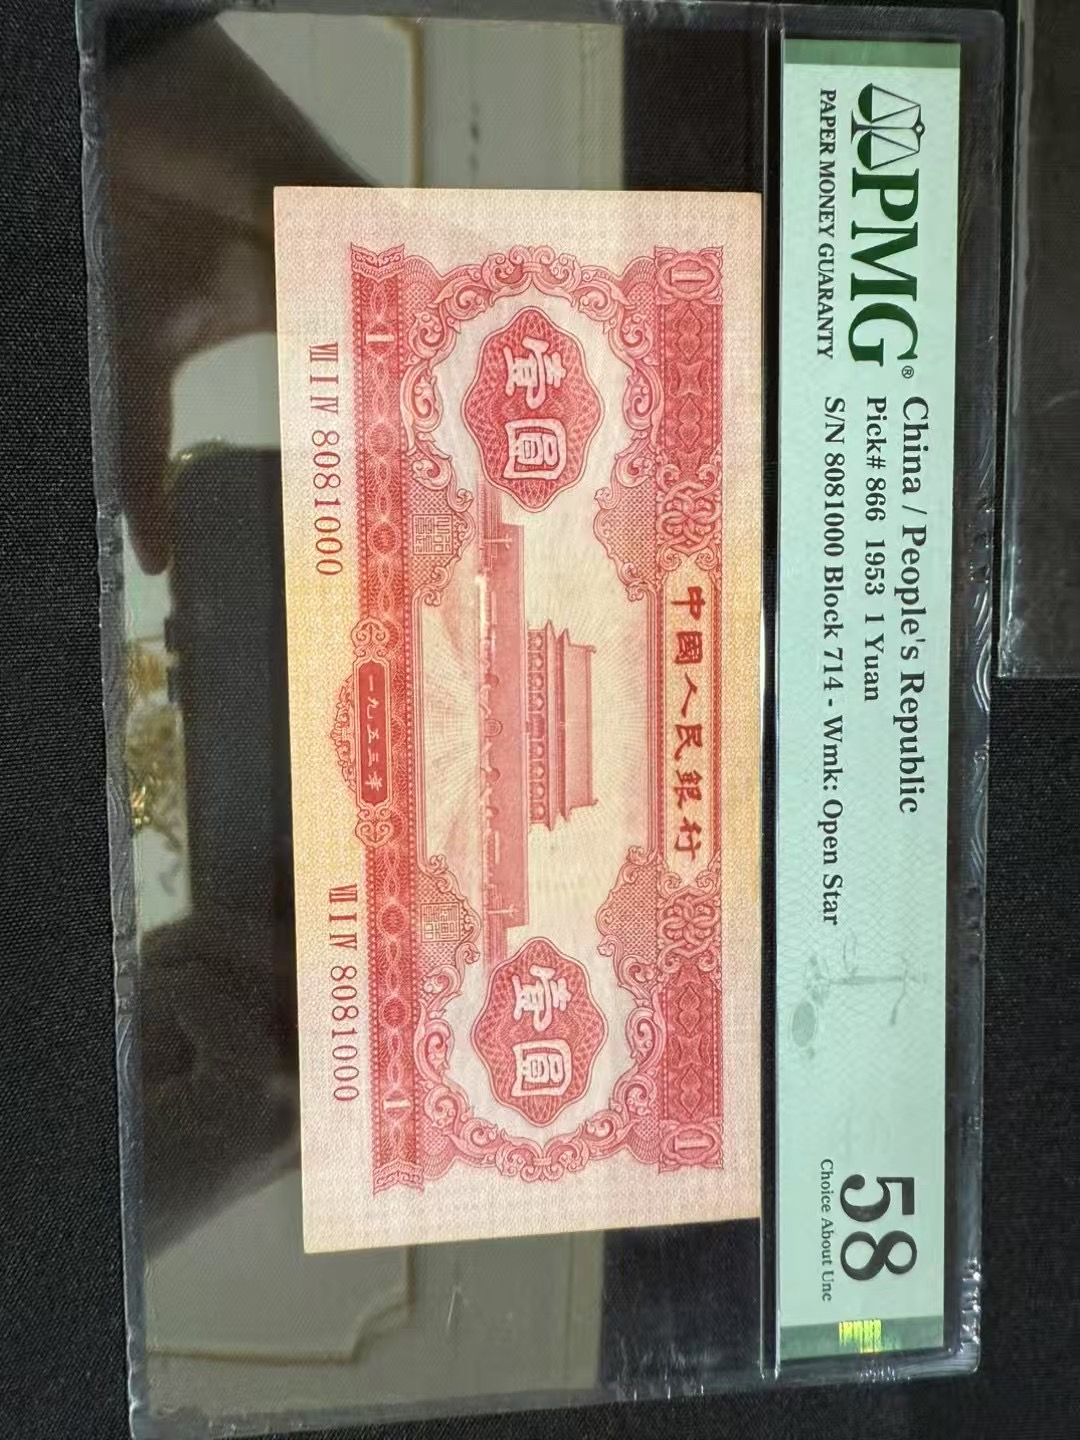 PMG®
PAPER MONEY GUARANTY
China / People's Republic
Pick# 866 1953 1 Yuan
S/N 8081000 Block 714 - Wmk: Open Star
58
Choice About Unc
中國人民銀行
1
1
壹圓
壹圓
1
1
一九五三年
VII I IV 8081000
VII I IV 8081000